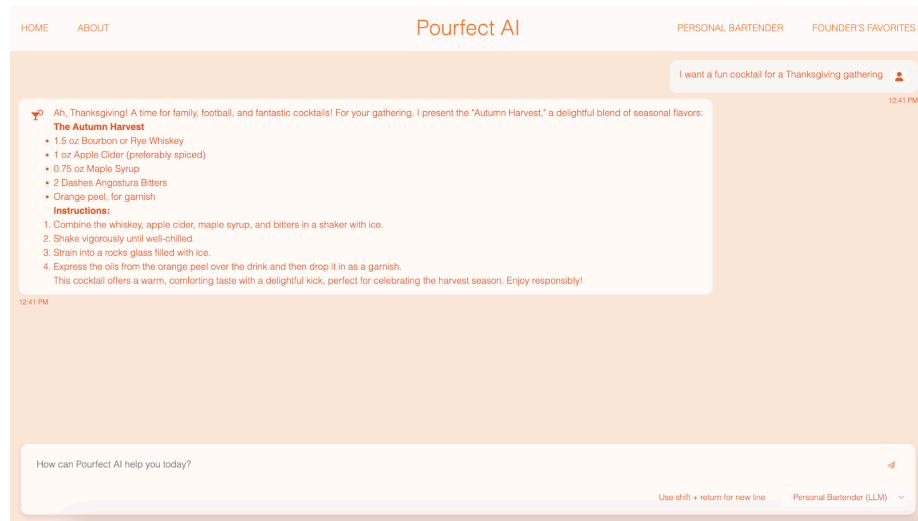 HOME ABOUT Pourfect AI PERSONAL BARTENDER FOUNDER'S FAVORITES
I want a fun cocktail for a Thanksgiving gathering
12:41 PM
Ah, Thanksgiving! A time for family, football, and fantastic cocktails! For your gathering, I present the "Autumn Harvest," a delightful blend of seasonal flavors:
The Autumn Harvest
• 1.5 oz Bourbon or Rye Whiskey
• 1 oz Apple Cider (preferably spiced)
• 0.75 oz Maple Syrup
• 2 Dashes Angostura Bitters
• Orange peel, for garnish
Instructions:
1. Combine the whiskey, apple cider, maple syrup, and bitters in a shaker with ice.
2. Shake vigorously until well-chilled.
3. Strain into a rocks glass filled with ice.
4. Express the oils from the orange peel over the drink and then drop it in as a garnish.
This cocktail offers a warm, comforting taste with a delightful kick, perfect for celebrating the harvest season. Enjoy responsibly!
12:41 PM
How can Pourfect AI help you today?
Use shift + return for new line Personal Bartender (LLM)